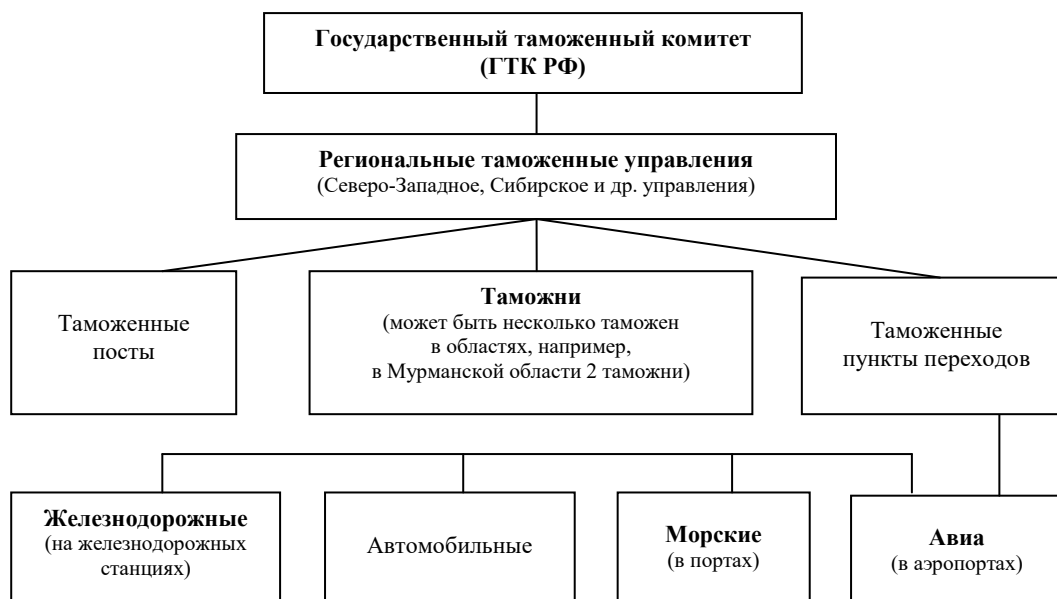 Государственный таможенный комитет
(ГТК РФ)
Региональные таможенные управления
(Северо-Западное, Сибирское и др. управления)
Таможенные
посты
Таможни
(может быть несколько таможен
в областях, например,
в Мурманской области 2 таможни)
Таможенные
пункты переходов
Железнодорожные
(на железнодорожных
станциях)
Автомобильные
Морские
(в портах)
Авиа
(в аэропортах)